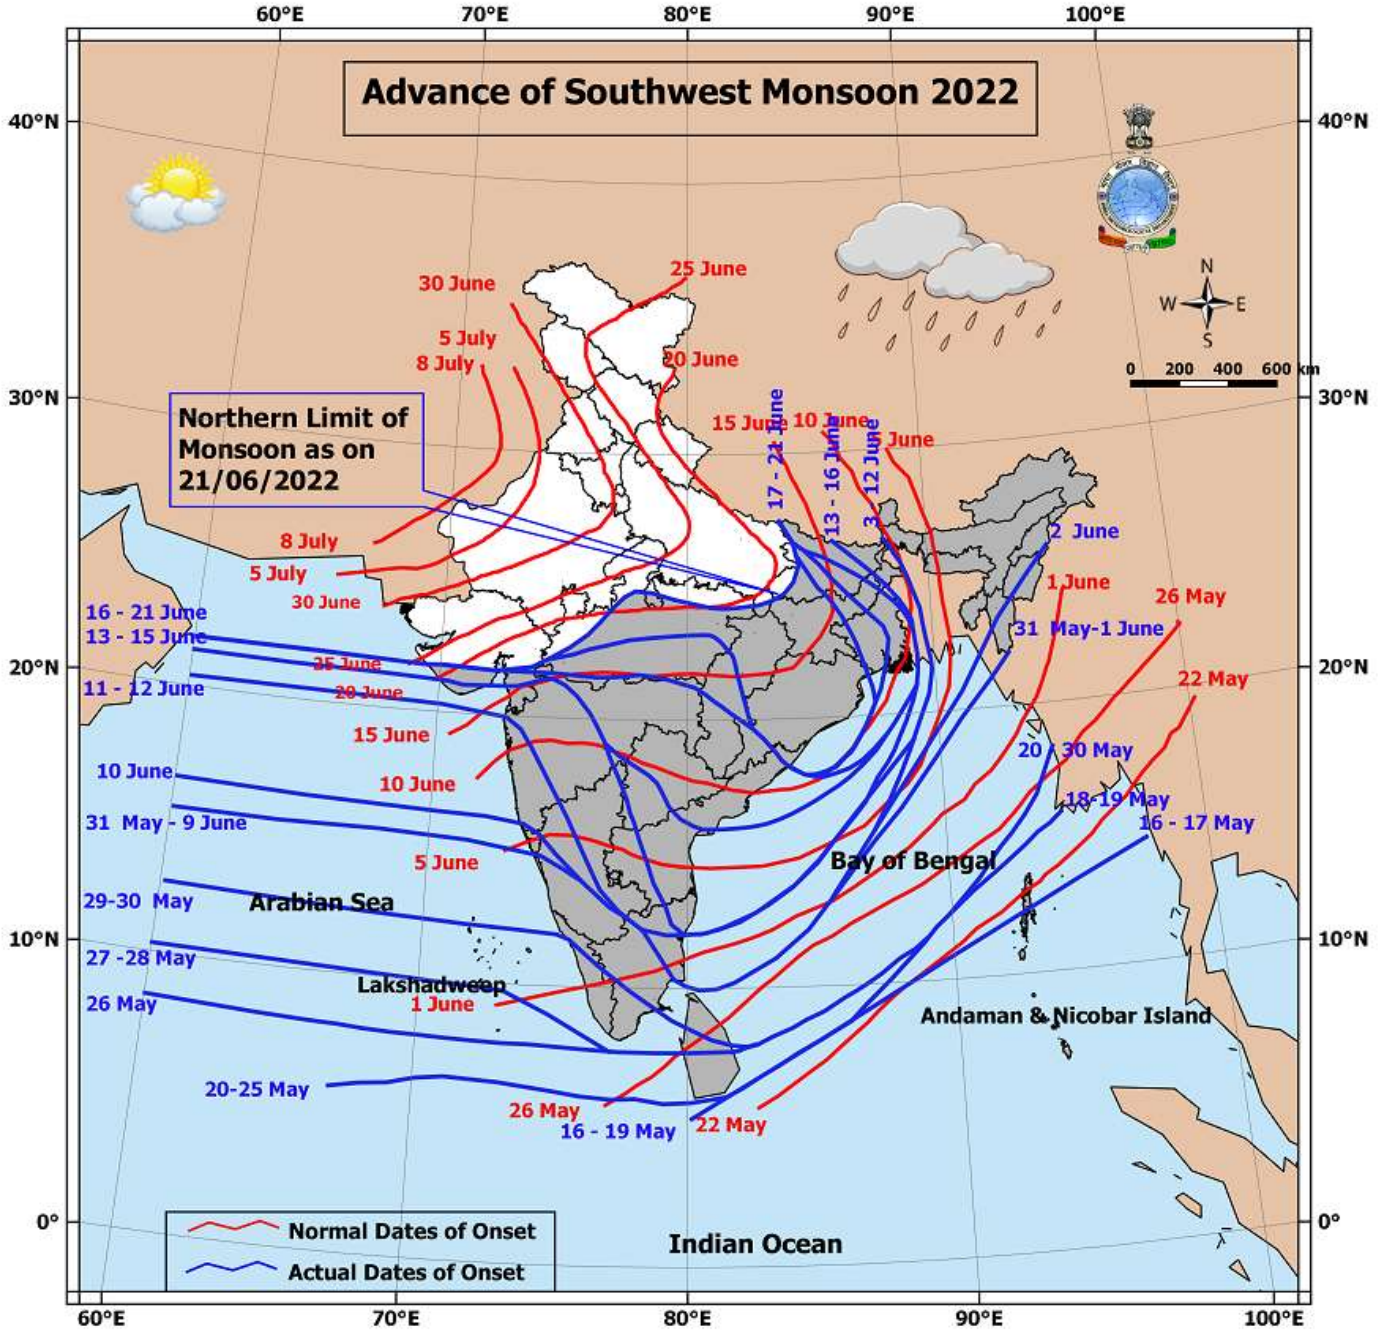 60°E 70°E 80°E 90°E 100°E
Advance of Southwest Monsoon 2022
40°N 40°N
N
W E
S
0 200 400 600 km
25 June
30 June
5 July
8 July
20 June
30°N 30°N
Northern Limit of
Monsoon as on
21/06/2022
15 June 10 June
5 June
17 - 21 June
13 - 16 June
3 - 12 June
8 July
2 June
5 July
1 June
30 June
26 May
16 - 21 June
13 - 15 June
31 May-1 June
20°N 20°N
25 June
22 May
11 - 12 June
20 June
15 June
20 / 30 May
10 June
10 June
18-19 May
31 May - 9 June
16 - 17 May
5 June
Bay of Bengal
29-30 May
Arabian Sea
10°N 10°N
27 -28 May
Lakshadweep
26 May
1 June
Andaman & Nicobar Island
20-25 May
26 May
16 - 19 May
22 May
0° 0°
Normal Dates of Onset
Indian Ocean
Actual Dates of Onset
60°E 70°E 80°E 90°E 100°E